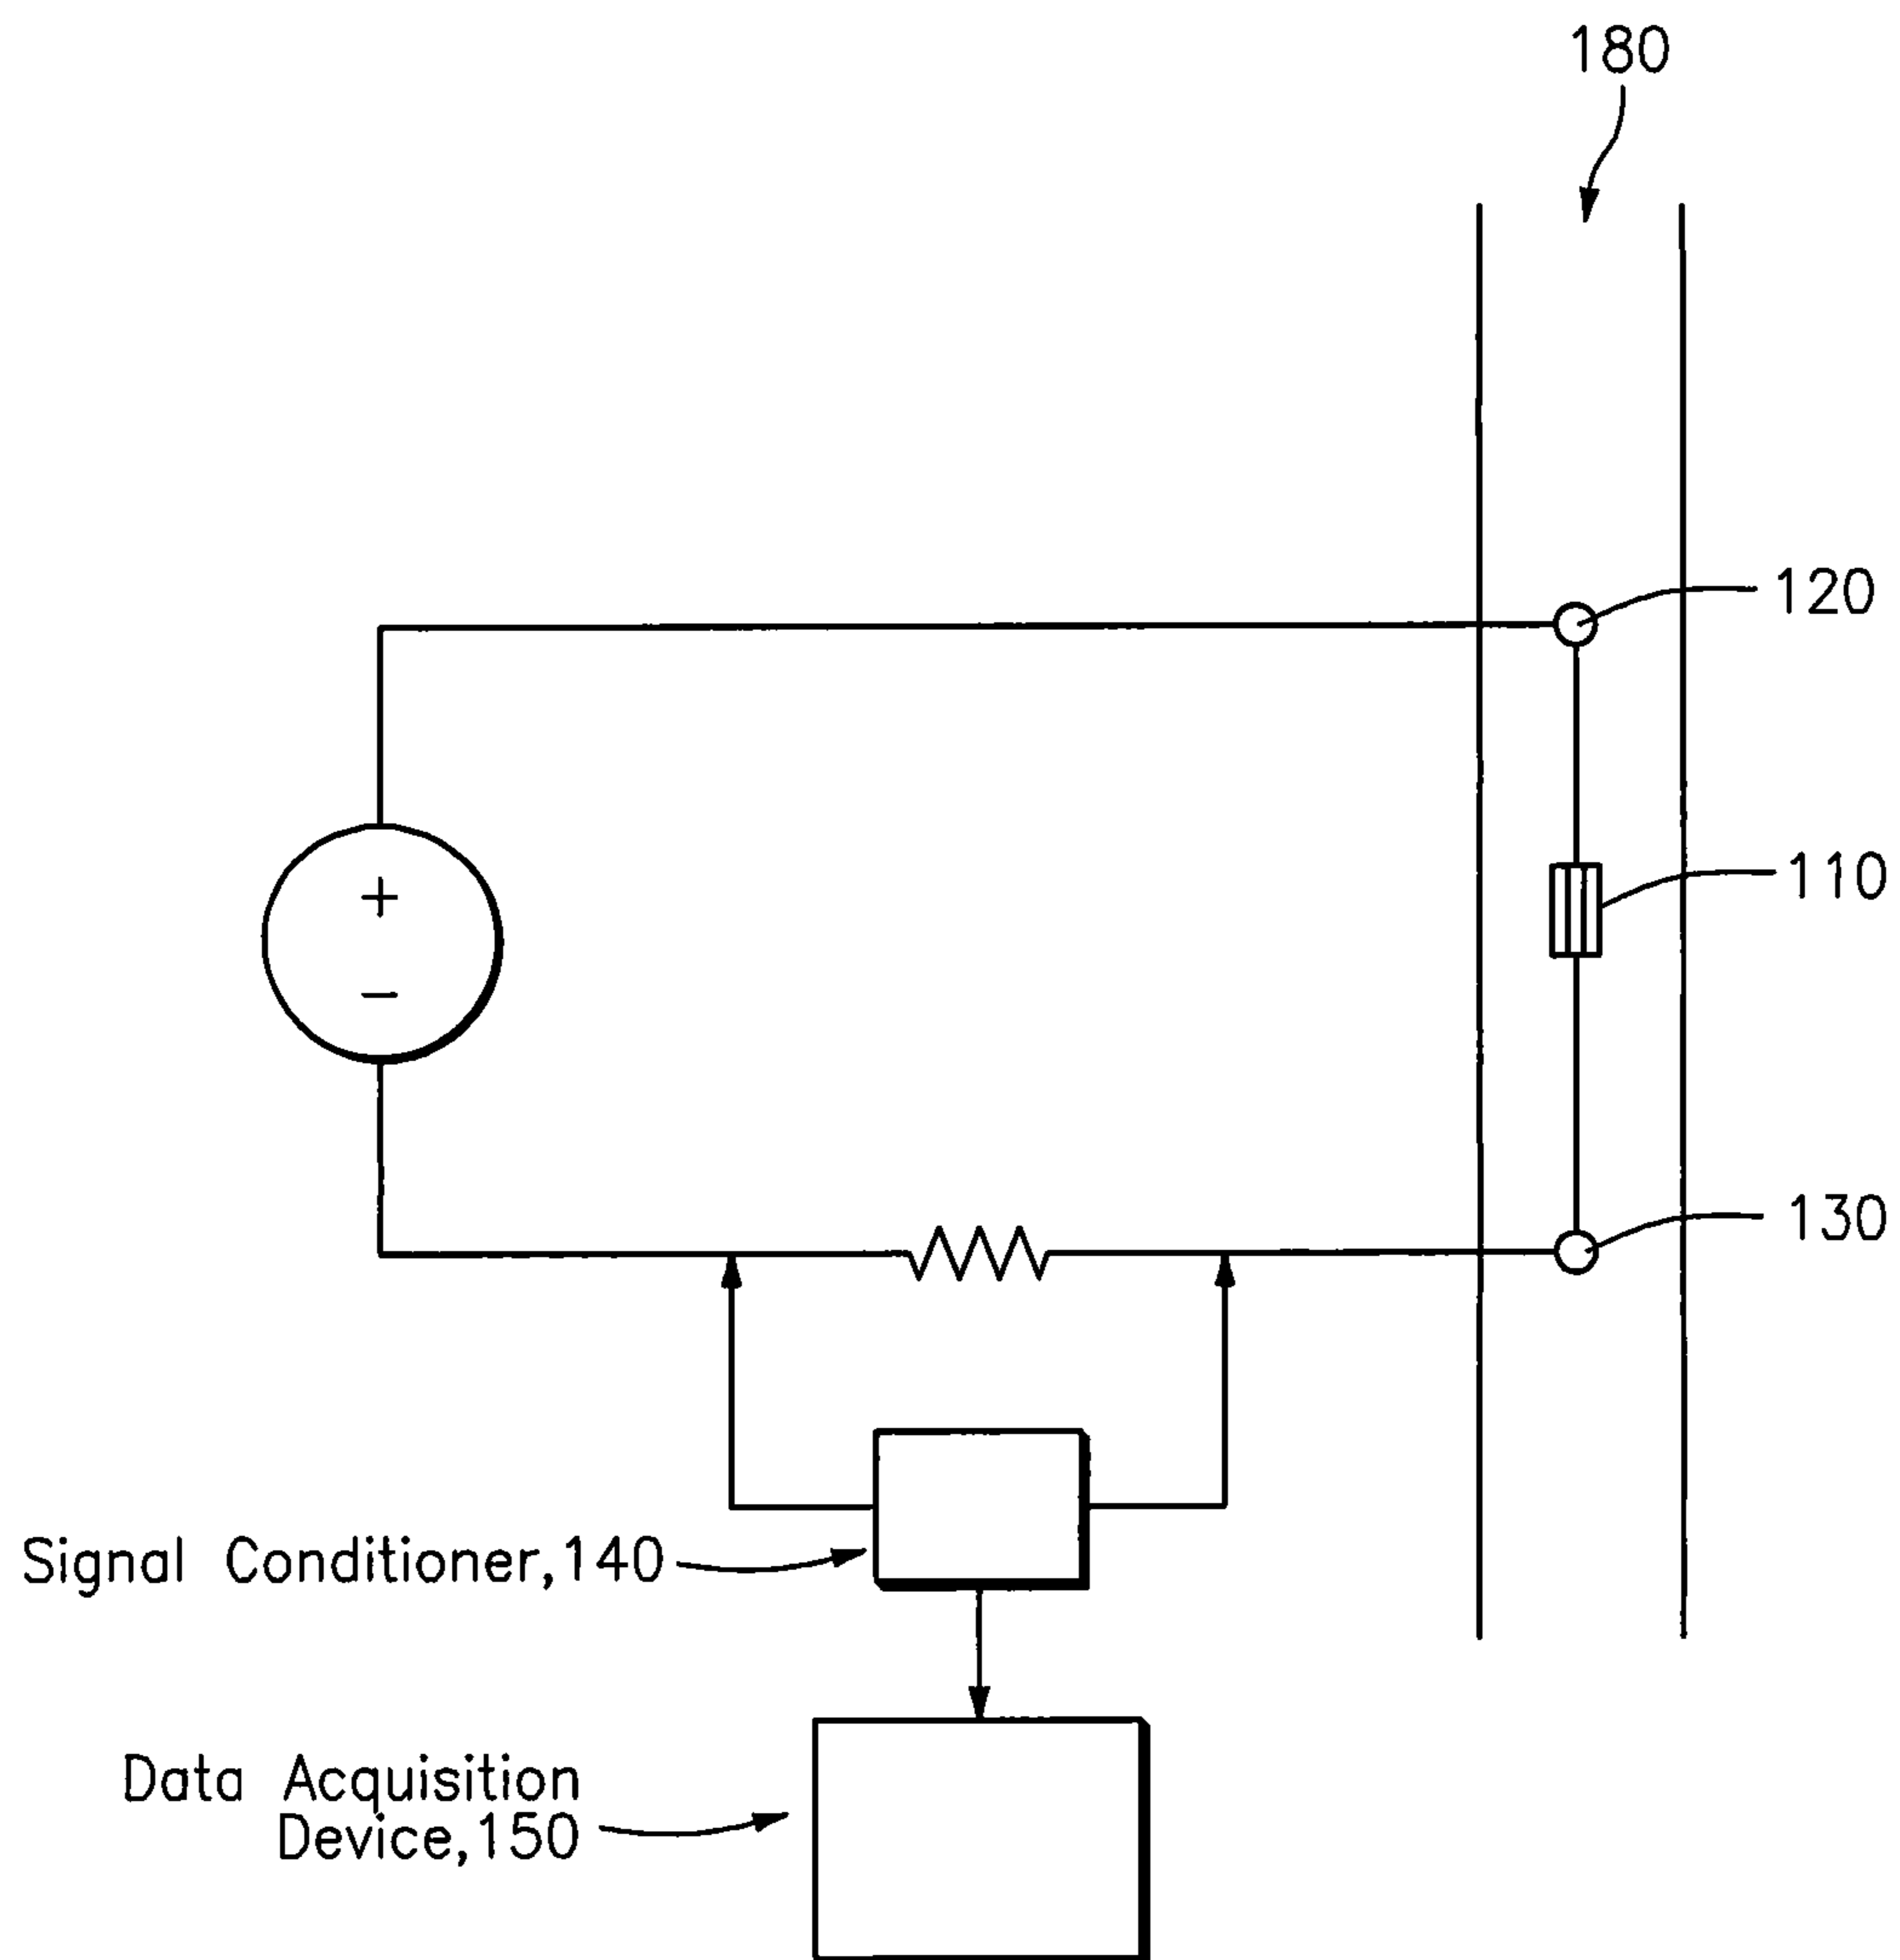 180
120
110
+
−
130
Signal Conditioner,140
Data Acquisition
Device,150